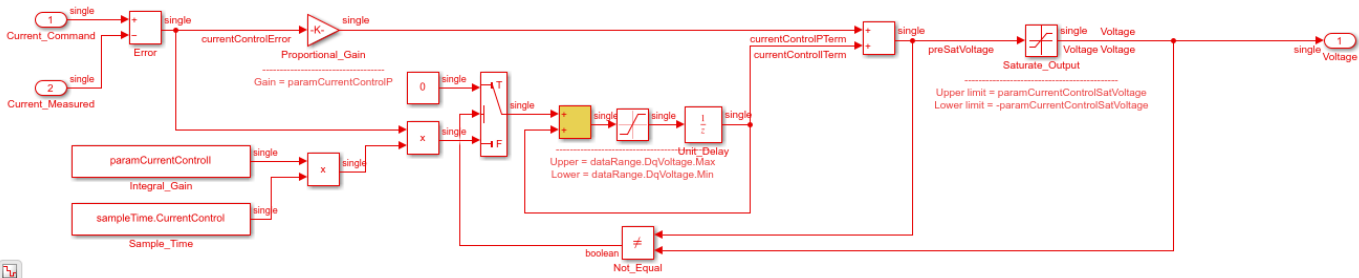 single
1
Current_Command
+
−
Error
single
currentControlError
-K-
single
Proportional_Gain
Gain = paramCurrentControlP
single
2
Current_Measured
0
single
T
F
single
x
single
paramCurrentControlI
single
Integral_Gain
x
single
sampleTime.CurrentControl
single
Sample_Time
+
+
single
single
1
z
single
Unit_Delay
Upper = dataRange.DqVoltage.Max
Lower = dataRange.DqVoltage.Min
currentControlPTerm
currentControlITerm
+
+
single
preSatVoltage
single
Voltage
Voltage Voltage
Saturate_Output
Upper limit = paramCurrentControlSatVoltage
Lower limit = -paramCurrentControlSatVoltage
single
1
Voltage
≠
boolean
Not_Equal